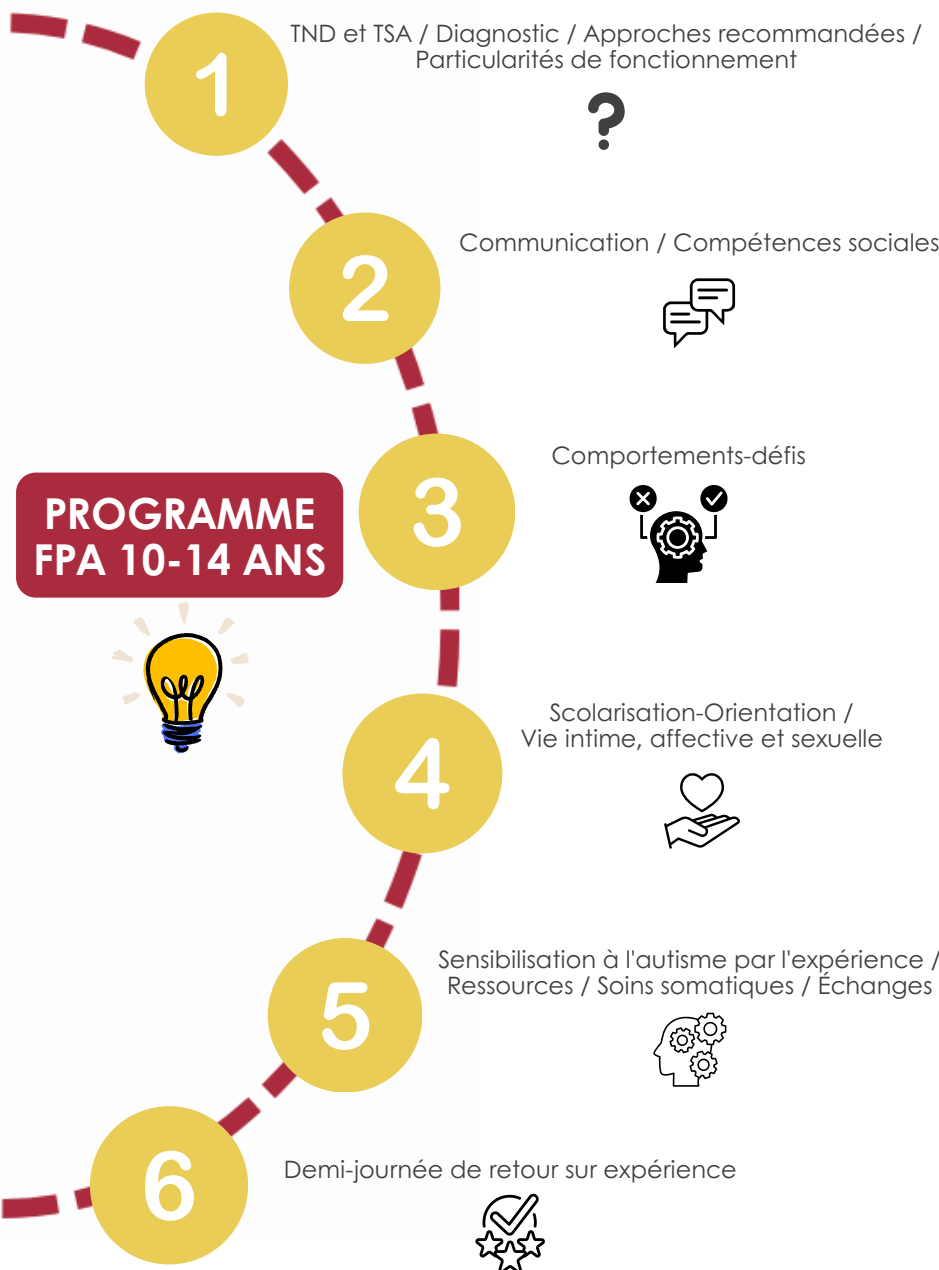 1
TND et TSA / Diagnostic / Approches recommandées /
Particularités de fonctionnement
?
2
Communication / Compétences sociales
3
Comportements-défis
PROGRAMME
FPA 10-14 ANS
4
Scolarisation-Orientation /
Vie intime, affective et sexuelle
5
Sensibilisation à l'autisme par l'expérience /
Ressources / Soins somatiques / Échanges
6
Demi-journée de retour sur expérience